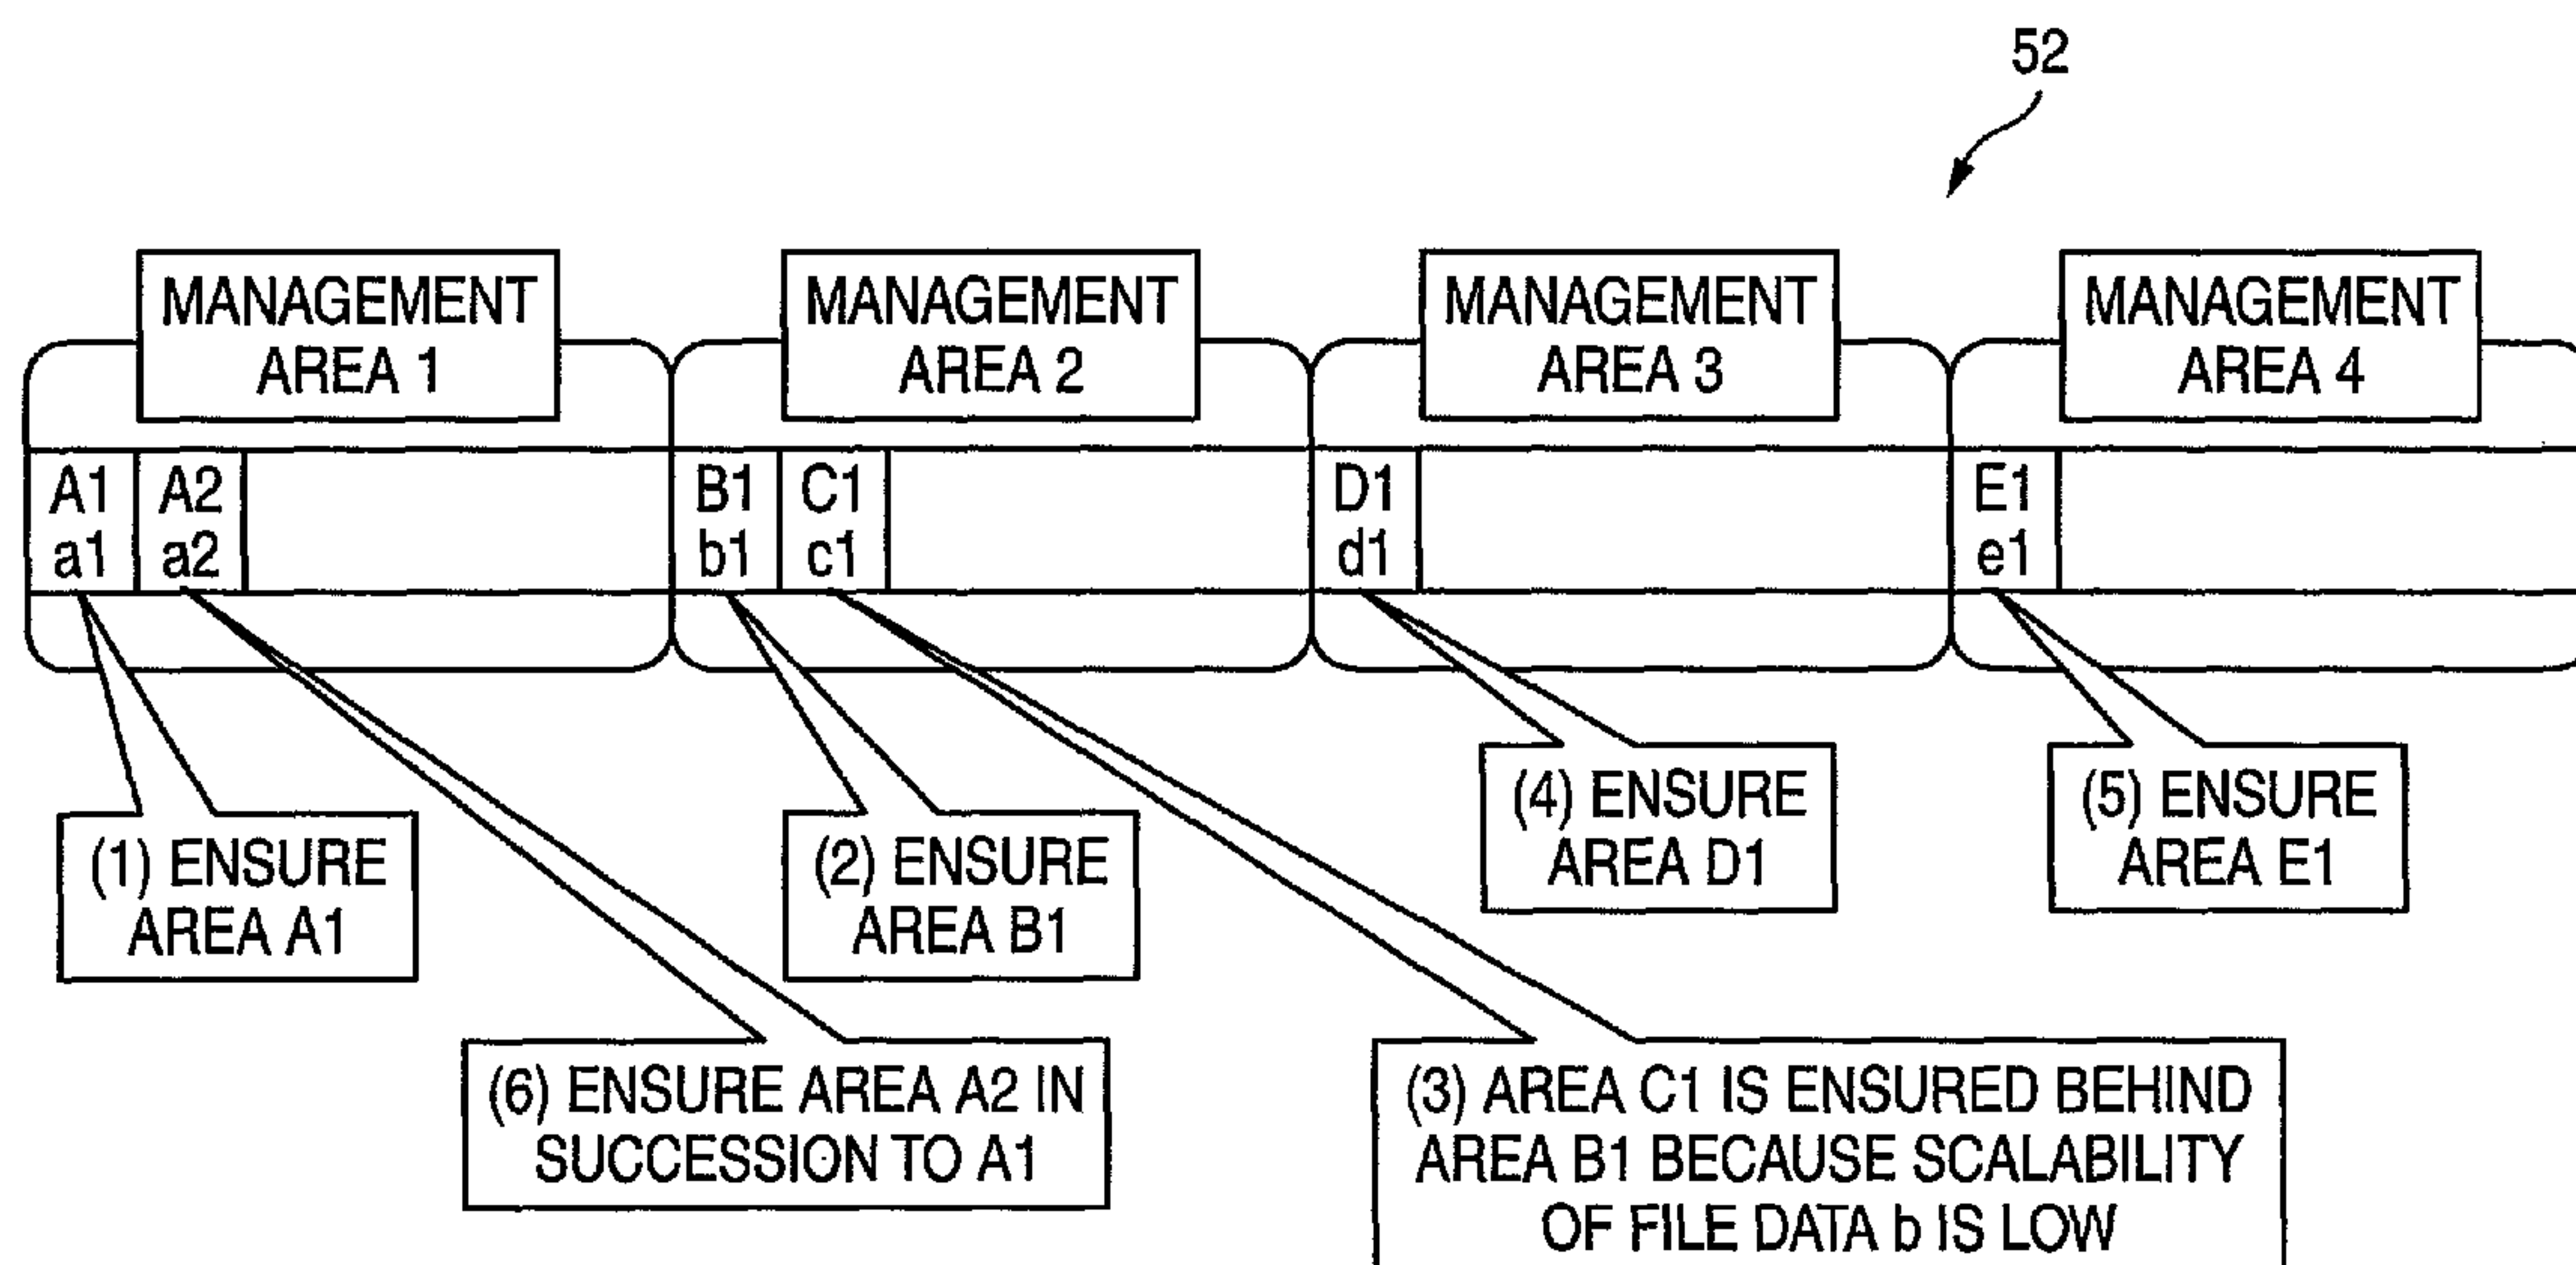 52
MANAGEMENT
AREA 1
MANAGEMENT
AREA 2
MANAGEMENT
AREA 3
MANAGEMENT
AREA 4
A1
a1
A2
a2
B1
b1
C1
c1
D1
d1
E1
e1
(1) ENSURE
AREA A1
(2) ENSURE
AREA B1
(4) ENSURE
AREA D1
(5) ENSURE
AREA E1
(6) ENSURE AREA A2 IN
SUCCESSION TO A1
(3) AREA C1 IS ENSURED BEHIND
AREA B1 BECAUSE SCALABILITY
OF FILE DATA b IS LOW